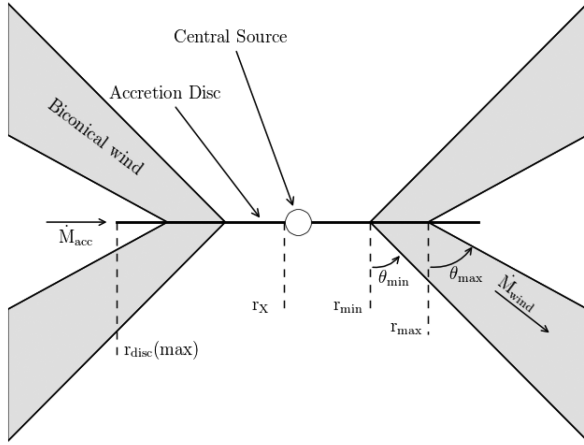 Central Source
Accretion Disc
Biconical wind
Ṁacc
θmin
θmax
Ṁwind
rX
rmin
rmax
rdisc(max)